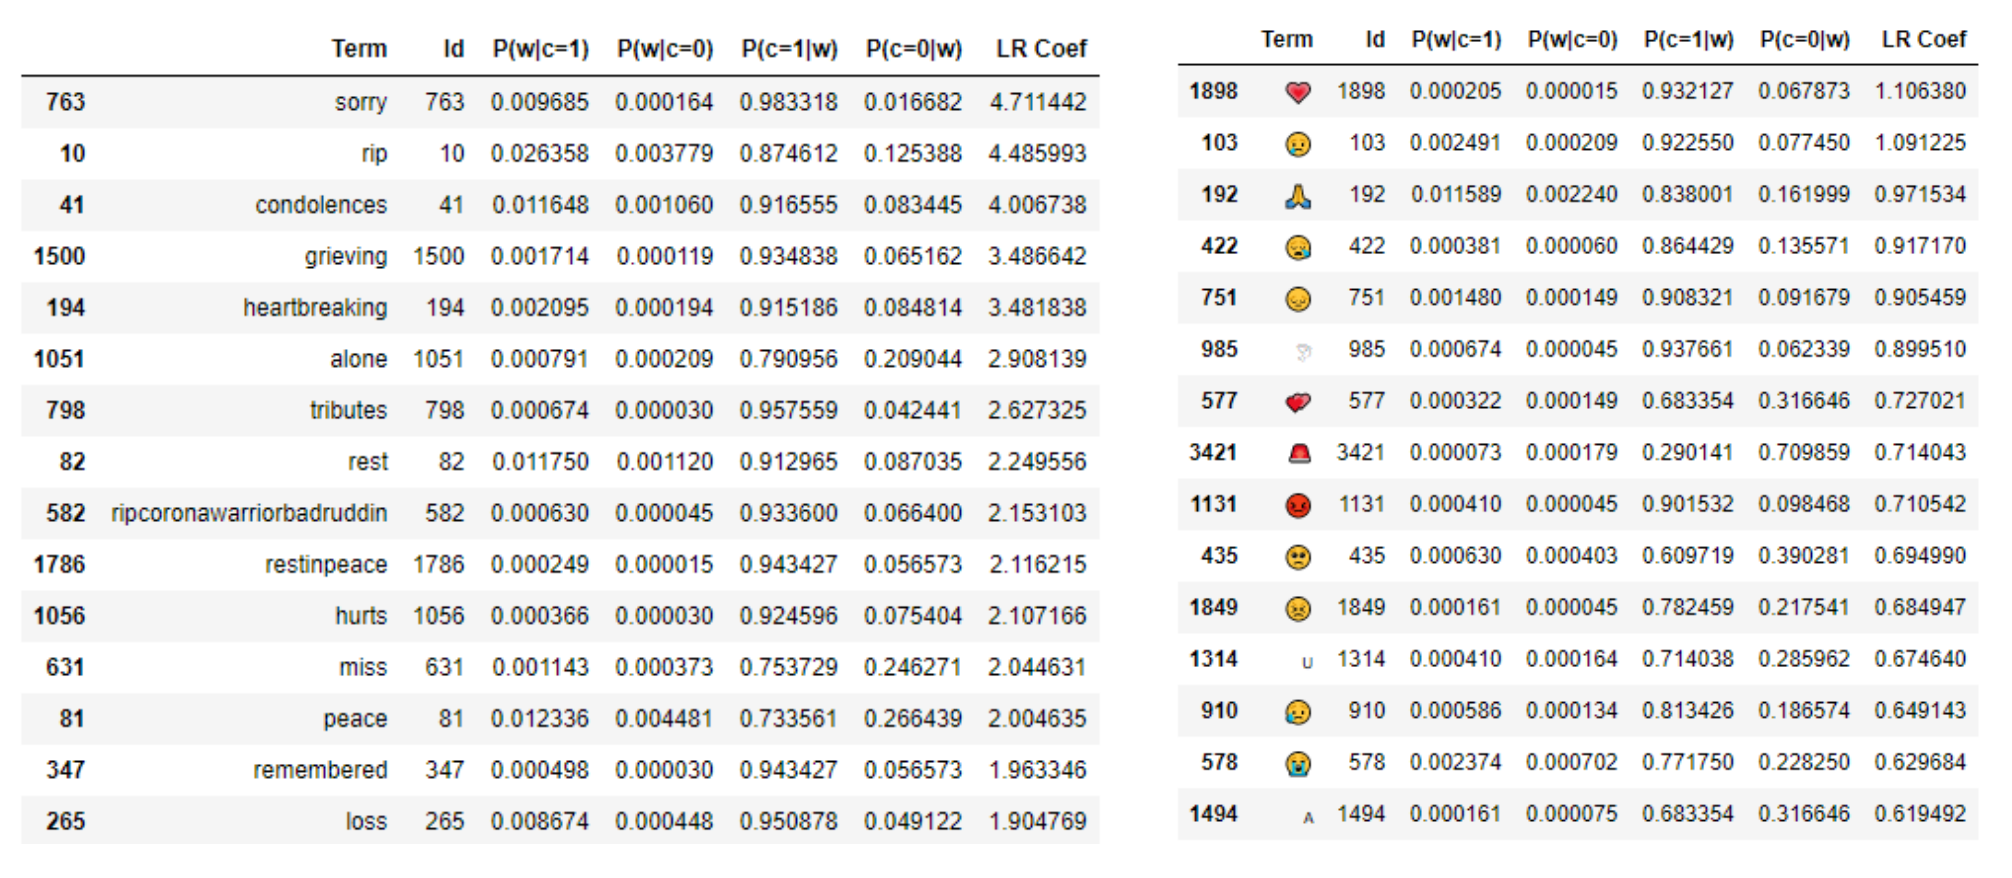 Term Id P(w|c=1) P(w|c=0) P(c=1|w) P(c=0|w) LR Coef
763 sorry 763 0.009685 0.000164 0.983318 0.016682 4.711442
10 rip 10 0.026358 0.003779 0.874612 0.125388 4.485993
41 condolences 41 0.011648 0.001060 0.916555 0.083445 4.006738
1500 grieving 1500 0.001714 0.000119 0.934838 0.065162 3.486642
194 heartbreaking 194 0.002095 0.000194 0.915186 0.084814 3.481838
1051 alone 1051 0.000791 0.000209 0.790956 0.209044 2.908139
798 tributes 798 0.000674 0.000030 0.957559 0.042441 2.627325
82 rest 82 0.011750 0.001120 0.912965 0.087035 2.249556
582 ripcoronawarriorbadruddin 582 0.000630 0.000045 0.933600 0.066400 2.153103
1786 restinpeace 1786 0.000249 0.000015 0.943427 0.056573 2.116215
1056 hurts 1056 0.000366 0.000030 0.924596 0.075404 2.107166
631 miss 631 0.001143 0.000373 0.753729 0.246271 2.044631
81 peace 81 0.012336 0.004481 0.733561 0.266439 2.004635
347 remembered 347 0.000498 0.000030 0.943427 0.056573 1.963346
265 loss 265 0.008674 0.000448 0.950878 0.049122 1.904769
Term Id P(w|c=1) P(w|c=0) P(c=1|w) P(c=0|w) LR Coef
1898 1898 0.000205 0.000015 0.932127 0.067873 1.106380
103 103 0.002491 0.000209 0.922550 0.077450 1.091225
192 192 0.011589 0.002240 0.838001 0.161999 0.971534
422 422 0.000381 0.000060 0.864429 0.135571 0.917170
751 751 0.001480 0.000149 0.908321 0.091679 0.905459
985 985 0.000674 0.000045 0.937661 0.062339 0.899510
577 577 0.000322 0.000149 0.683354 0.316646 0.727021
3421 3421 0.000073 0.000179 0.290141 0.709859 0.714043
1131 1131 0.000410 0.000045 0.901532 0.098468 0.710542
435 435 0.000630 0.000403 0.609719 0.390281 0.694990
1849 1849 0.000161 0.000045 0.782459 0.217541 0.684947
1314 U 1314 0.000410 0.000164 0.714038 0.285962 0.674640
910 910 0.000586 0.000134 0.813426 0.186574 0.649143
578 578 0.002374 0.000702 0.771750 0.228250 0.629684
1494 A 1494 0.000161 0.000075 0.683354 0.316646 0.619492